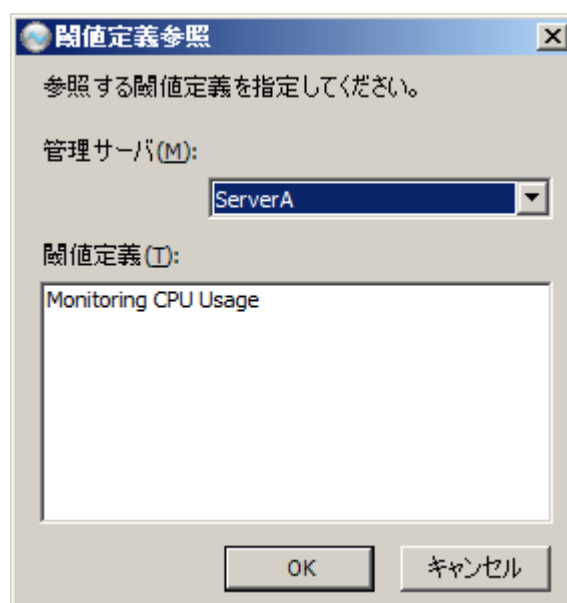 閾値定義参照
参照する閾値定義を指定してください。
管理サーバ(M):
ServerA
閾値定義(T):
Monitoring CPU Usage
OK
キャンセル